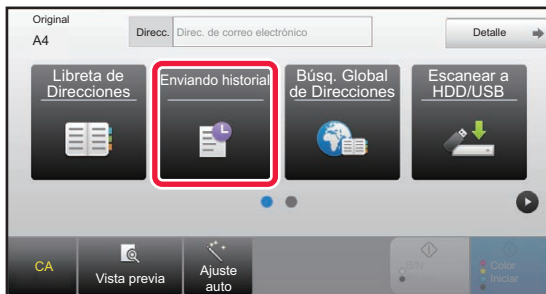 Original
A4
Direcc.
Direc. de correo electrónico
Detalle
Libreta de
Direcciones
Enviando historial
Búsq. Global
de Direcciones
Escanear a
HDD/USB
CA
Vista previa
Ajuste
auto
B/N
Color
Iniciar